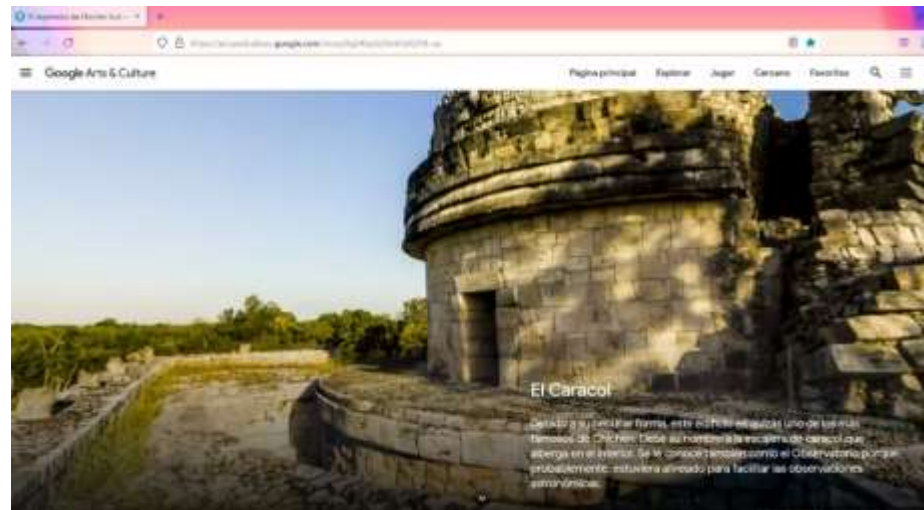 Google Arts & Culture
Página principal Explorar Jugar Cercano Favoritos
El Caracol
Debido a su peculiar forma, este edificio es quizás uno de los más
famosos de Chichén. Debe su nombre a la escalera de caracol que
alberga en el interior. Se le conoce también como el Observatorio porque
probablemente, estuviera alineado para facilitar las observaciones
astronómicas.